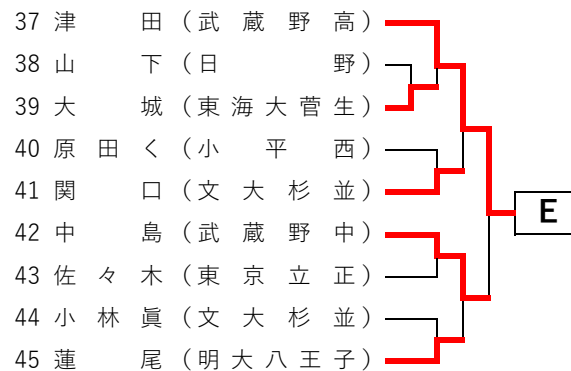 37 津田 (武蔵野高)
38 山下 (日野)
39 大城 (東海大菅生)
40 原田く (小平西)
41 関口 (文大杉並)
E
42 中島 (武蔵野中)
43 佐々木 (東京立正)
44 小林眞 (文大杉並)
45 蓮尾 (明大八王子)